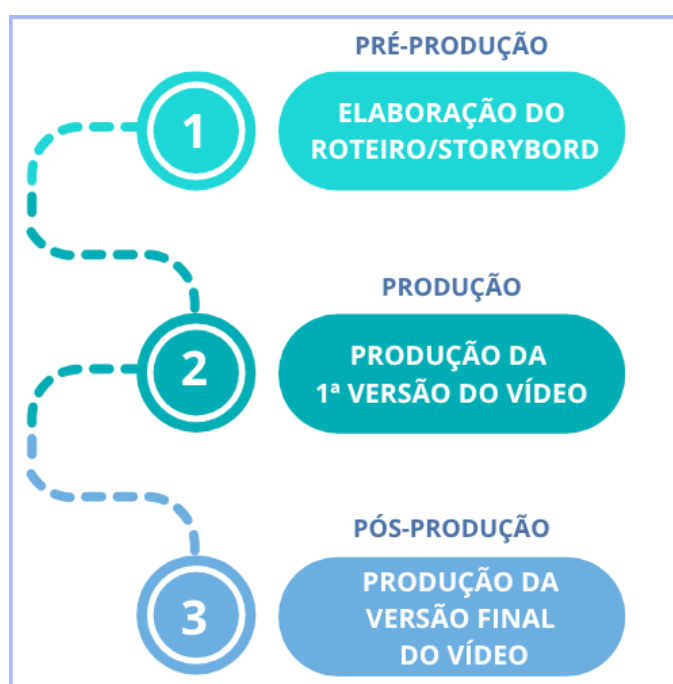 PRÉ-PRODUÇÃO
1
ELABORAÇÃO DO
ROTEIRO/STORYBORD
PRODUÇÃO
2
PRODUÇÃO DA
1ª VERSÃO DO VÍDEO
PÓS-PRODUÇÃO
3
PRODUÇÃO DA
VERSÃO FINAL
DO VÍDEO